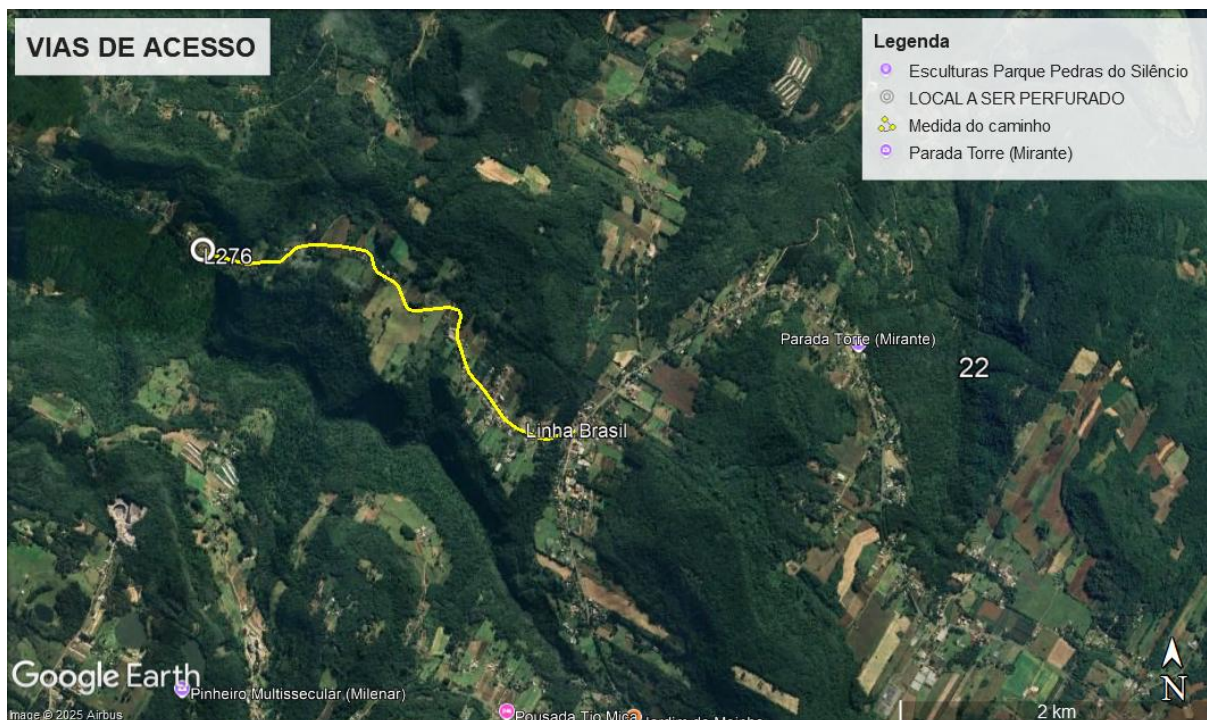 VIAS DE ACESSO
Legenda
Esculturas Parque Pedras do Silêncio
LOCAL A SER PERFURADO
Medida do caminho
Parada Torre (Mirante)
L276
Parada Torre (Mirante)
22
Linha Brasil
Google Earth
Pinheiro Multissecular (Milenar)
Image © 2025 Airbus
Pousada Tio Mica
N
2 km